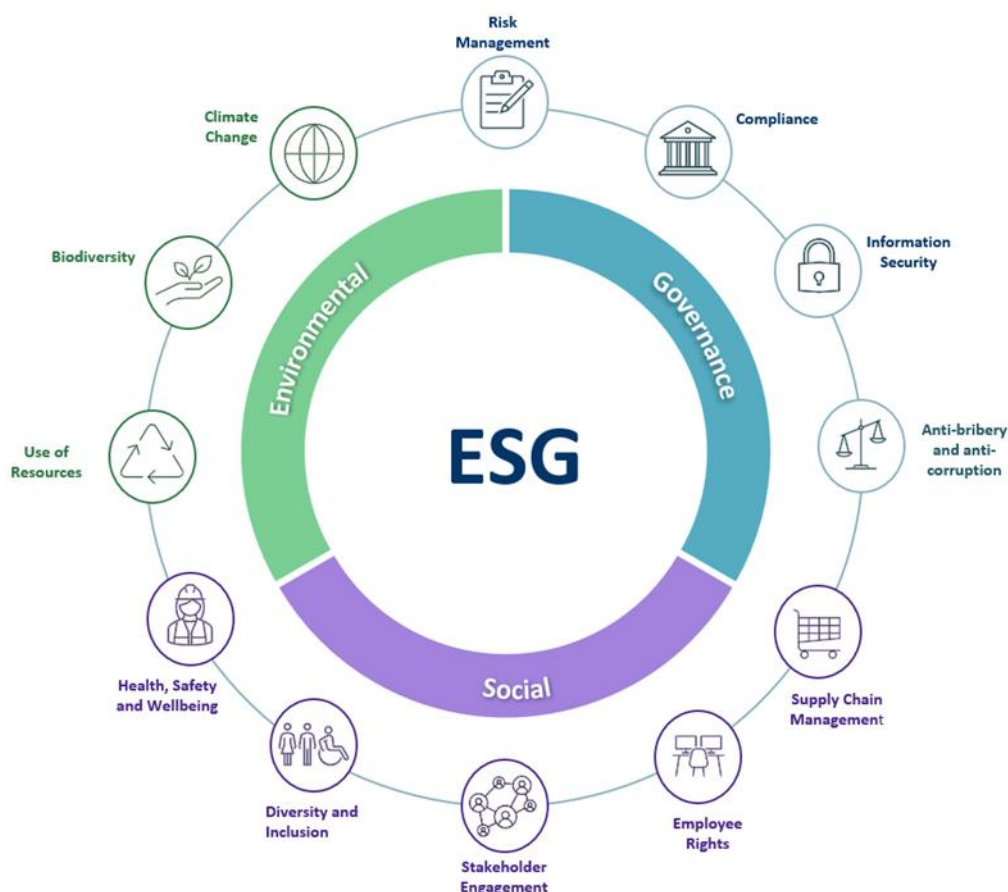 Risk
Management
Climate
Change
Compliance
Biodiversity
Information
Security
Environmental
Governance
ESG
Use of
Resources
Anti-bribery
and anti-
corruption
Social
Health, Safety
and Wellbeing
Supply Chain
Management
Diversity and
Inclusion
Employee
Rights
Stakeholder
Engagement